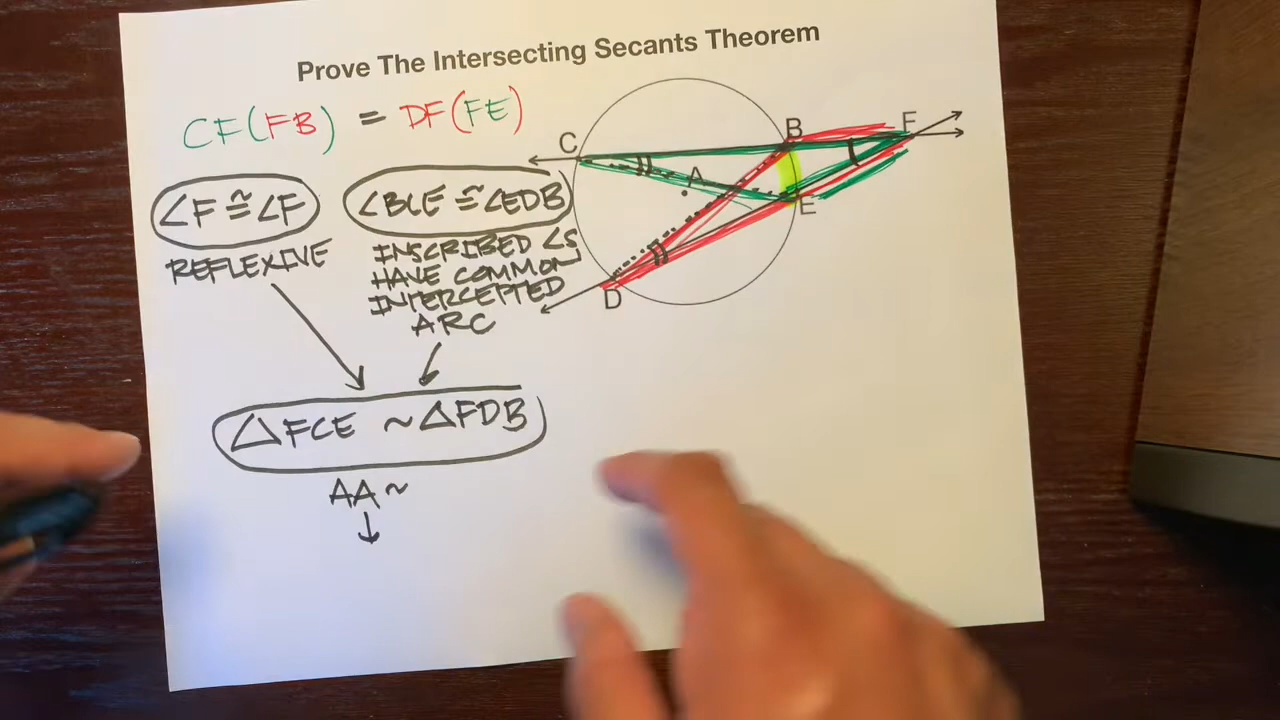 Prove The Intersecting Secants Theorem
CF(FB) = DF(FE)
∠F ≅ ∠F
REFLEXIVE
∠BCE ≅ ∠EDB
INSCRIBED ∠S
HAVE COMMON
INTERCEPTED
ARC
△FCE ~ △FDB
AA ~
C
B
F
A
E
D